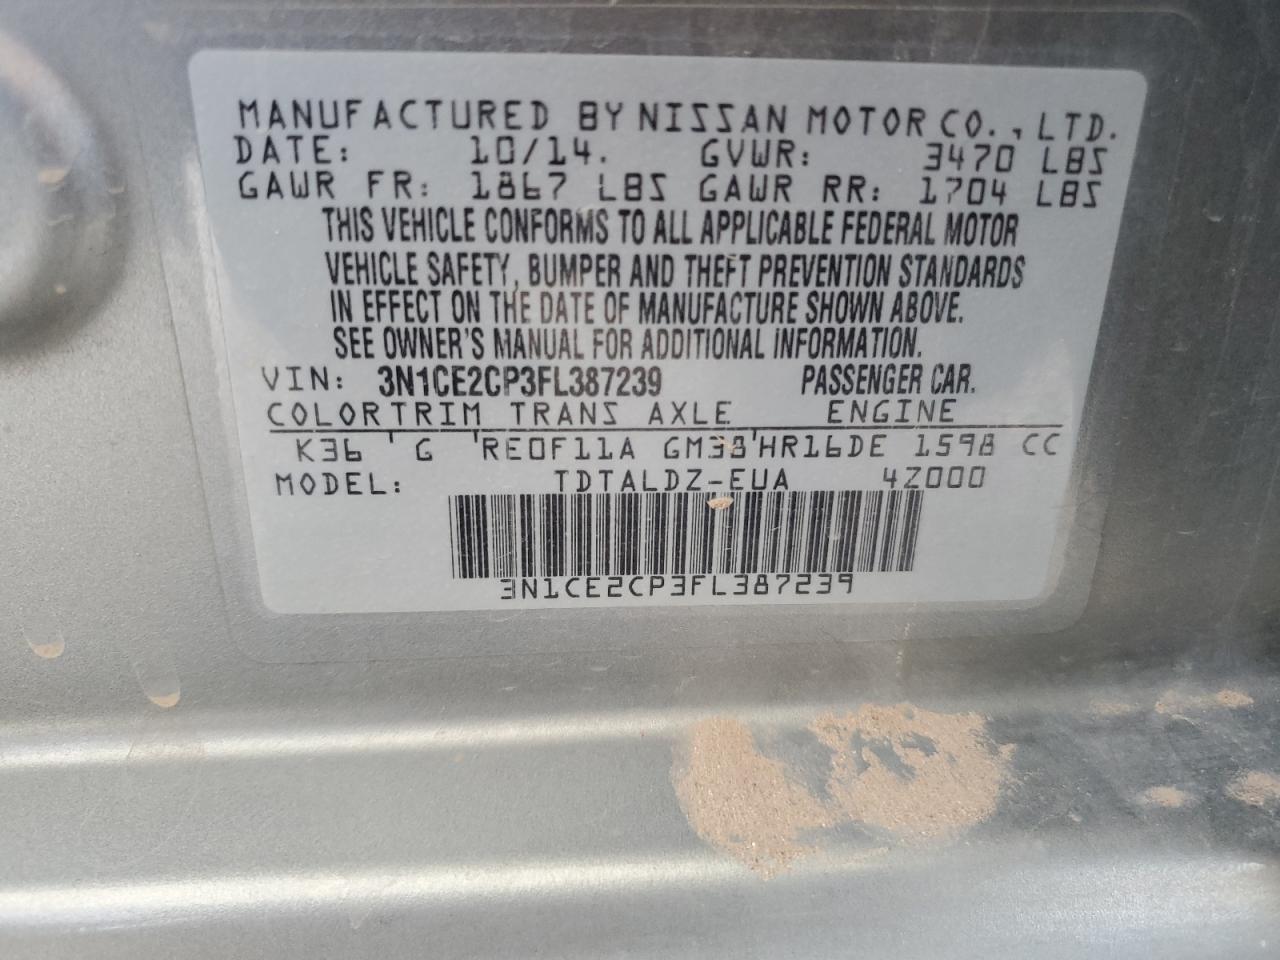 MANUFACTURED BY NISSAN MOTOR CO., LTD.
DATE: 10/14. GVWR: 3470 LBS
GAWR FR: 1867 LBS GAWR RR: 1704 LBS
THIS VEHICLE CONFORMS TO ALL APPLICABLE FEDERAL MOTOR
VEHICLE SAFETY, BUMPER AND THEFT PREVENTION STANDARDS
IN EFFECT ON THE DATE OF MANUFACTURE SHOWN ABOVE.
SEE OWNER'S MANUAL FOR ADDITIONAL INFORMATION.
VIN: 3N1CE2CP3FL387239 PASSENGER CAR.
COLOR TRIM TRANS AXLE ENGINE
K36 ' G 'RE0F11A GM38'HR16DE 1598 CC
MODEL: TDTALDZ-EUA 4Z000
3N1CE2CP3FL387239